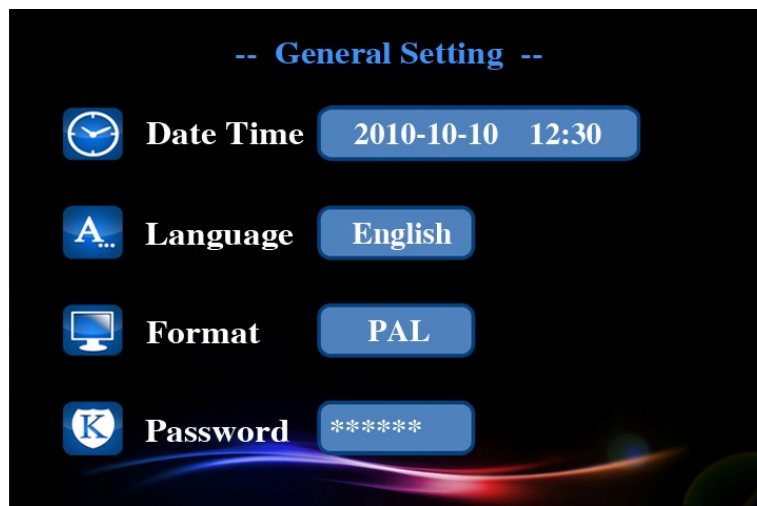 -- General Setting --
Date Time 2010-10-10 12:30
A... Language English
Format PAL
K Password ******